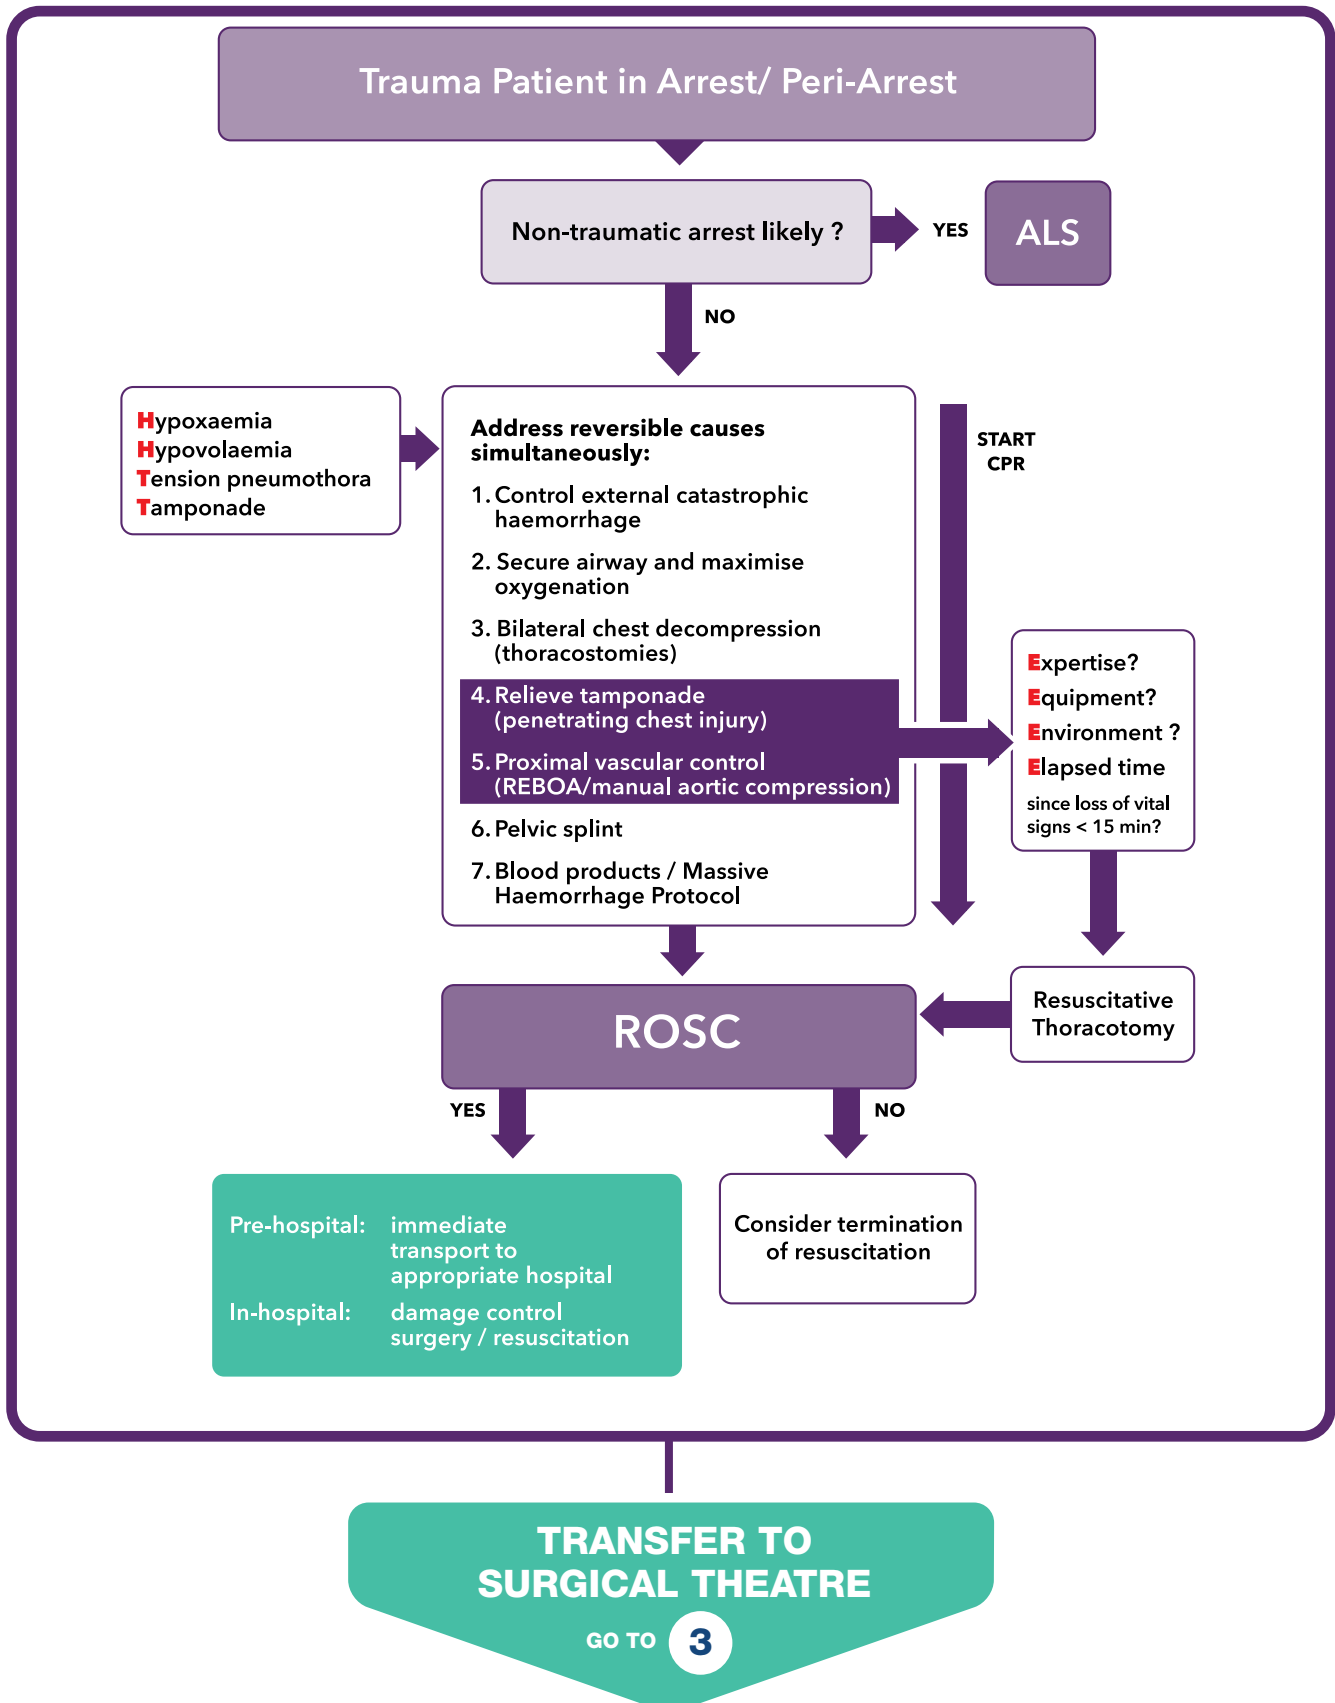 Trauma Patient in Arrest/ Peri-Arrest
Non-traumatic arrest likely ?
YES
ALS
NO
Hypoxaemia
Hypovolaemia
Tension pneumothora
Tamponade
Address reversible causes
simultaneously:
1. Control external catastrophic
haemorrhage
2. Secure airway and maximise
oxygenation
3. Bilateral chest decompression
(thoracostomies)
4. Relieve tamponade
(penetrating chest injury)
5. Proximal vascular control
(REBOA/manual aortic compression)
6. Pelvic splint
7. Blood products / Massive
Haemorrhage Protocol
START
CPR
Expertise?
Equipment?
Environment ?
Elapsed time
since loss of vital
signs < 15 min?
Resuscitative
Thoracotomy
ROSC
YES
NO
Pre-hospital: immediate
transport to
appropriate hospital
In-hospital: damage control
surgery / resuscitation
Consider termination
of resuscitation
TRANSFER TO
SURGICAL THEATRE
GO TO 3